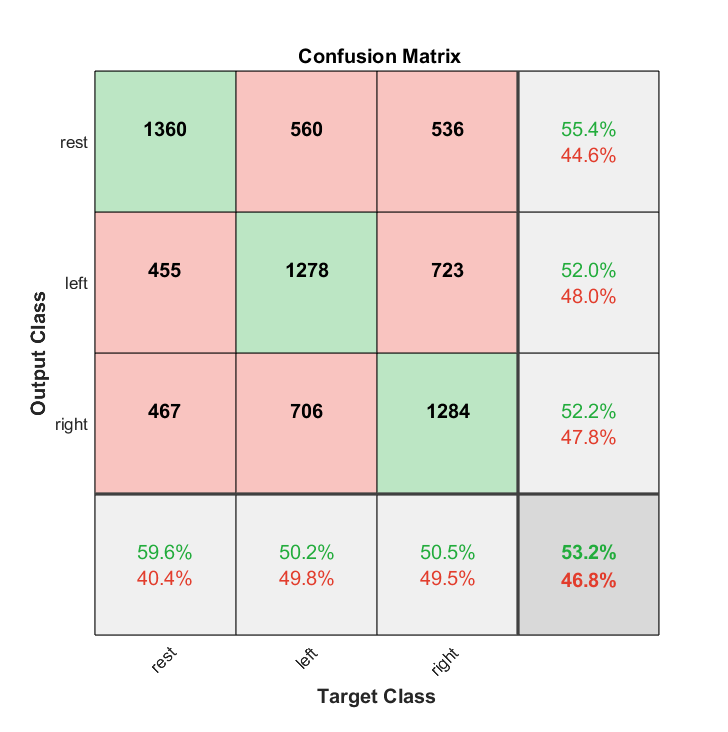 Confusion Matrix
rest
1360
560
536
55.4%
44.6%
left
455
1278
723
52.0%
48.0%
right
467
706
1284
52.2%
47.8%
59.6%
40.4%
50.2%
49.8%
50.5%
49.5%
53.2%
46.8%
rest
left
right
Target Class
Output Class